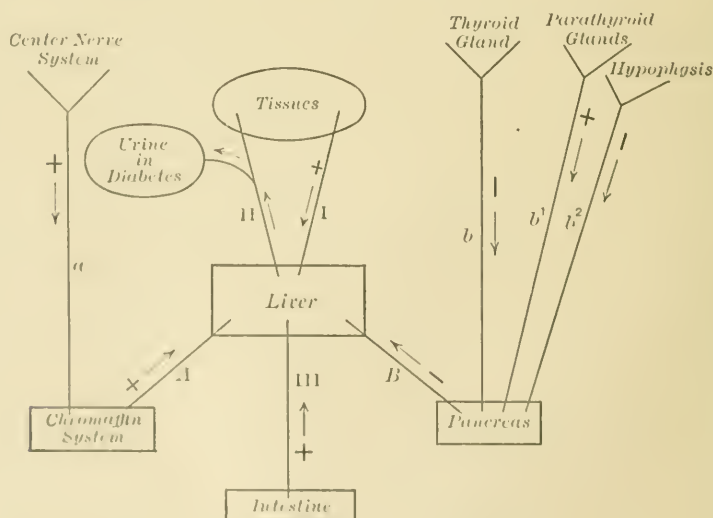 Center Nerve
System
Thyroid
Gland
Parathyroid
Glands
Hypophysis
Tissues
Urine
in
Diabetes
+
+
+
−
−
II
I
a
b
b¹
b²
Liver
+
A
III
B
−
+
Chromaffin
System
Pancreas
Intestine